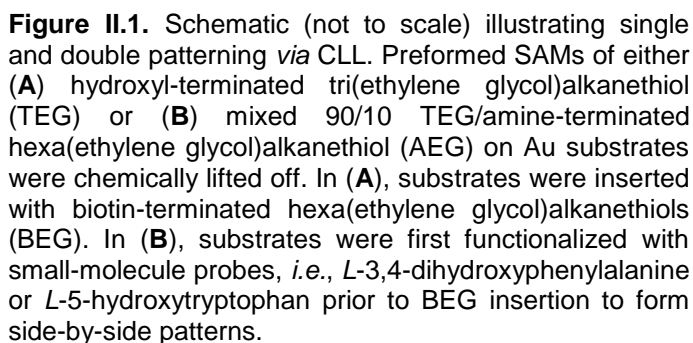 Figure II.1. Schematic (not to scale) illustrating single
and double patterning via CLL. Preformed SAMs of either
(A) hydroxyl-terminated tri(ethylene glycol)alkanethiol
(TEG) or (B) mixed 90/10 TEG/amine-terminated
hexa(ethylene glycol)alkanethiol (AEG) on Au substrates
were chemically lifted off. In (A), substrates were inserted
with biotin-terminated hexa(ethylene glycol)alkanethiols
(BEG). In (B), substrates were first functionalized with
small-molecule probes, i.e., L-3,4-dihydroxyphenylalanine
or L-5-hydroxytryptophan prior to BEG insertion to form
side-by-side patterns.